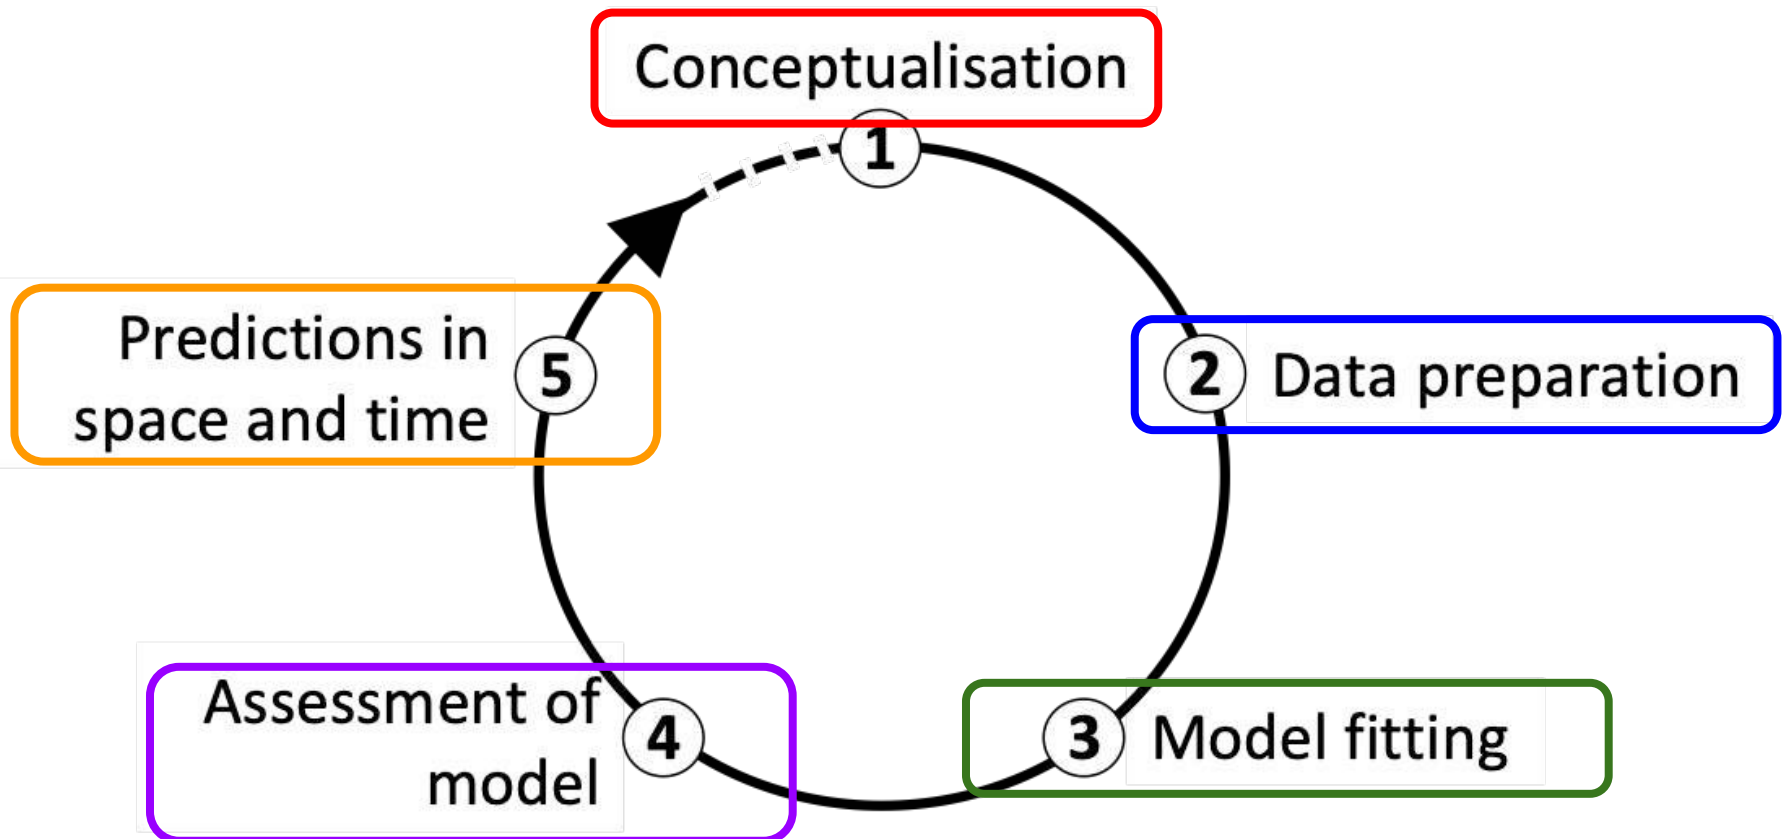 Conceptualisation
1
2 Data preparation
3 Model fitting
4
Assessment of
model
5
Predictions in
space and time